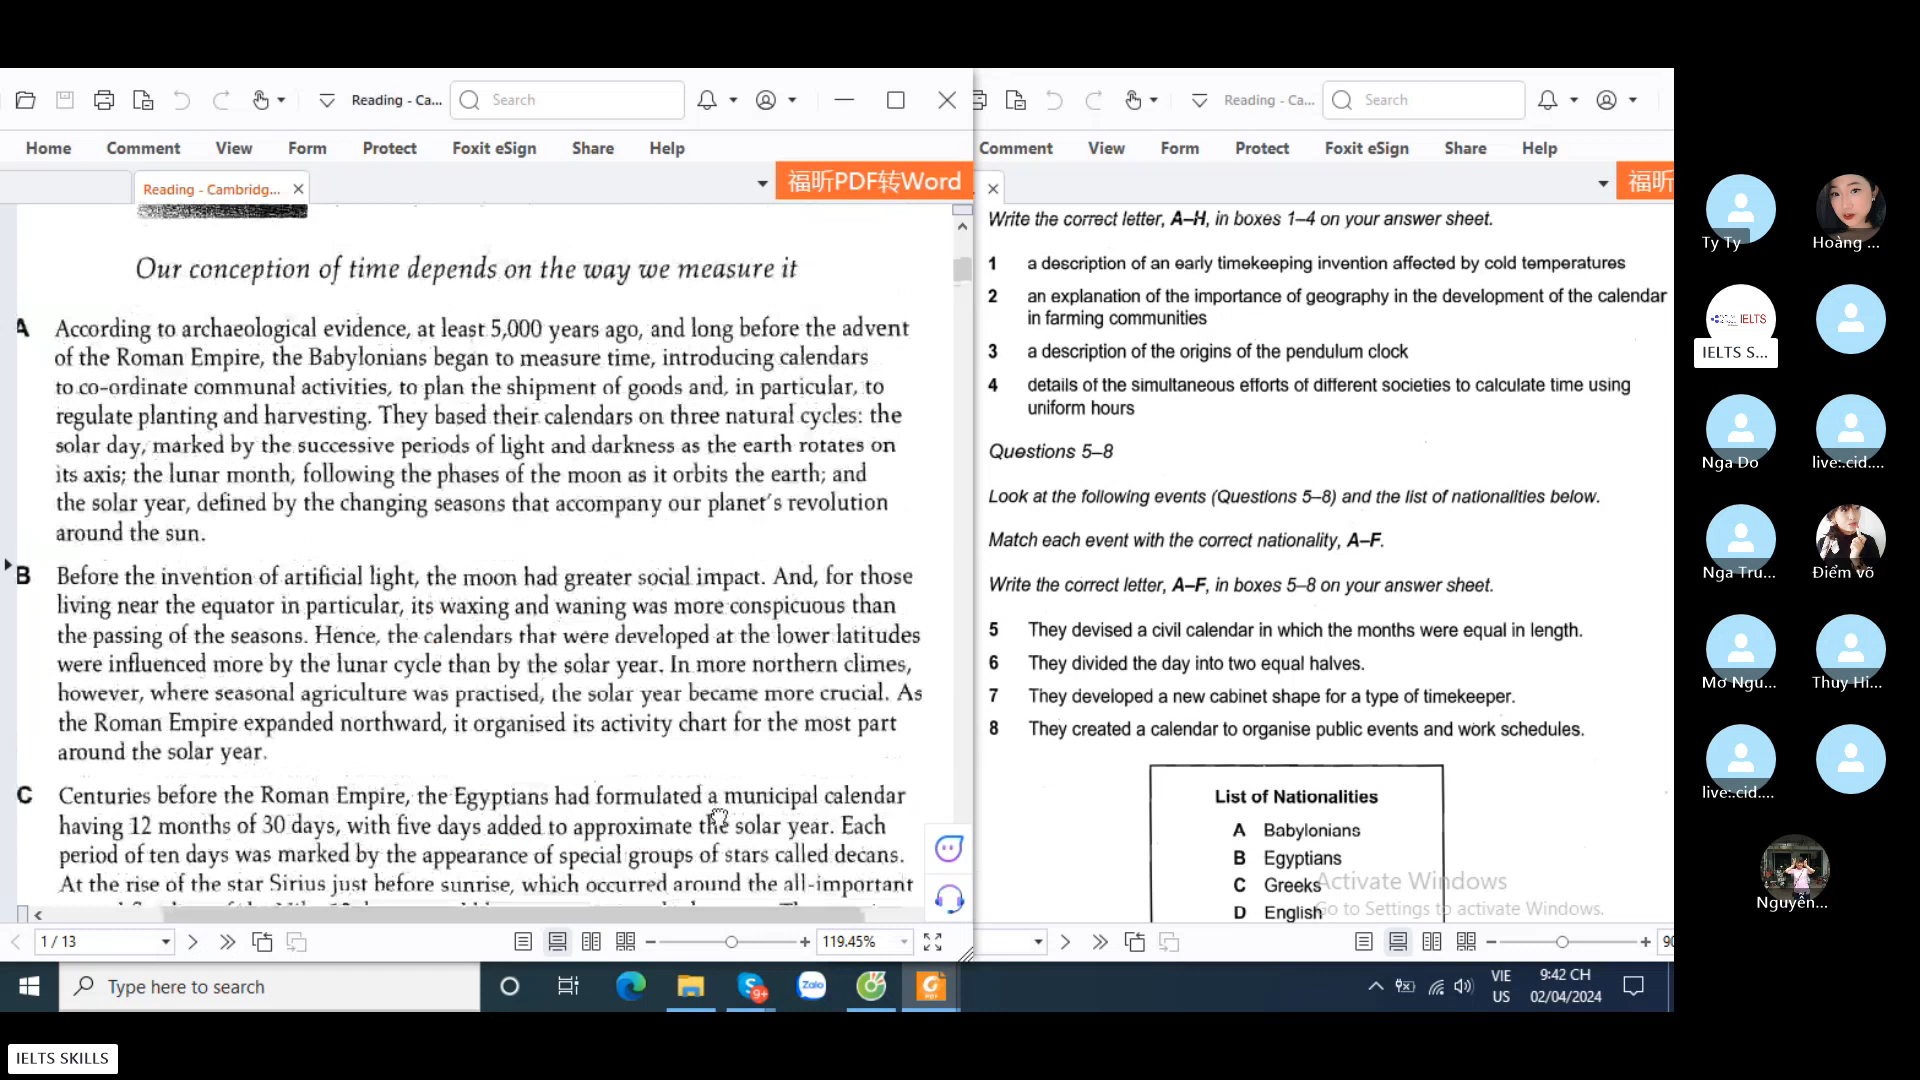 Reading - Ca...
Search
Reading - Ca...
Search
Home Comment View Form Protect Foxit eSign Share Help
Comment View Form Protect Foxit eSign Share Help
Reading - Cambridg...
福昕PDF转Word
福昕
Our conception of time depends on the way we measure it
A According to archaeological evidence, at least 5,000 years ago, and long before the advent
of the Roman Empire, the Babylonians began to measure time, introducing calendars
to co-ordinate communal activities, to plan the shipment of goods and, in particular, to
regulate planting and harvesting. They based their calendars on three natural cycles: the
solar day, marked by the successive periods of light and darkness as the earth rotates on
its axis; the lunar month, following the phases of the moon as it orbits the earth; and
the solar year, defined by the changing seasons that accompany our planet's revolution
around the sun.
B Before the invention of artificial light, the moon had greater social impact. And, for those
living near the equator in particular, its waxing and waning was more conspicuous than
the passing of the seasons. Hence, the calendars that were developed at the lower latitudes
were influenced more by the lunar cycle than by the solar year. In more northern climes,
however, where seasonal agriculture was practised, the solar year became more crucial. As
the Roman Empire expanded northward, it organised its activity chart for the most part
around the solar year.
C Centuries before the Roman Empire, the Egyptians had formulated a municipal calendar
having 12 months of 30 days, with five days added to approximate the solar year. Each
period of ten days was marked by the appearance of special groups of stars called decans.
At the rise of the star Sirius just before sunrise, which occurred around the all-important
Write the correct letter, A–H, in boxes 1–4 on your answer sheet.
1 a description of an early timekeeping invention affected by cold temperatures
2 an explanation of the importance of geography in the development of the calendar
in farming communities
3 a description of the origins of the pendulum clock
4 details of the simultaneous efforts of different societies to calculate time using
uniform hours
Questions 5–8
Look at the following events (Questions 5–8) and the list of nationalities below.
Match each event with the correct nationality, A–F.
Write the correct letter, A–F, in boxes 5–8 on your answer sheet.
5 They devised a civil calendar in which the months were equal in length.
6 They divided the day into two equal halves.
7 They developed a new cabinet shape for a type of timekeeper.
8 They created a calendar to organise public events and work schedules.
List of Nationalities
A Babylonians
B Egyptians
C Greeks
D English
Activate Windows
Go to Settings to activate Windows.
1 / 13
119.45%
90
Type here to search
9+
Zalo
PDF
VIE
US
9:42 CH
02/04/2024
Ty Ty
Hoàng ...
IELTS
IELTS S...
Nga Do
live:.cid....
Nga Tru...
Điểm võ
Mơ Ngu...
Thuy Hi...
live:.cid....
Nguyễn...
IELTS SKILLS